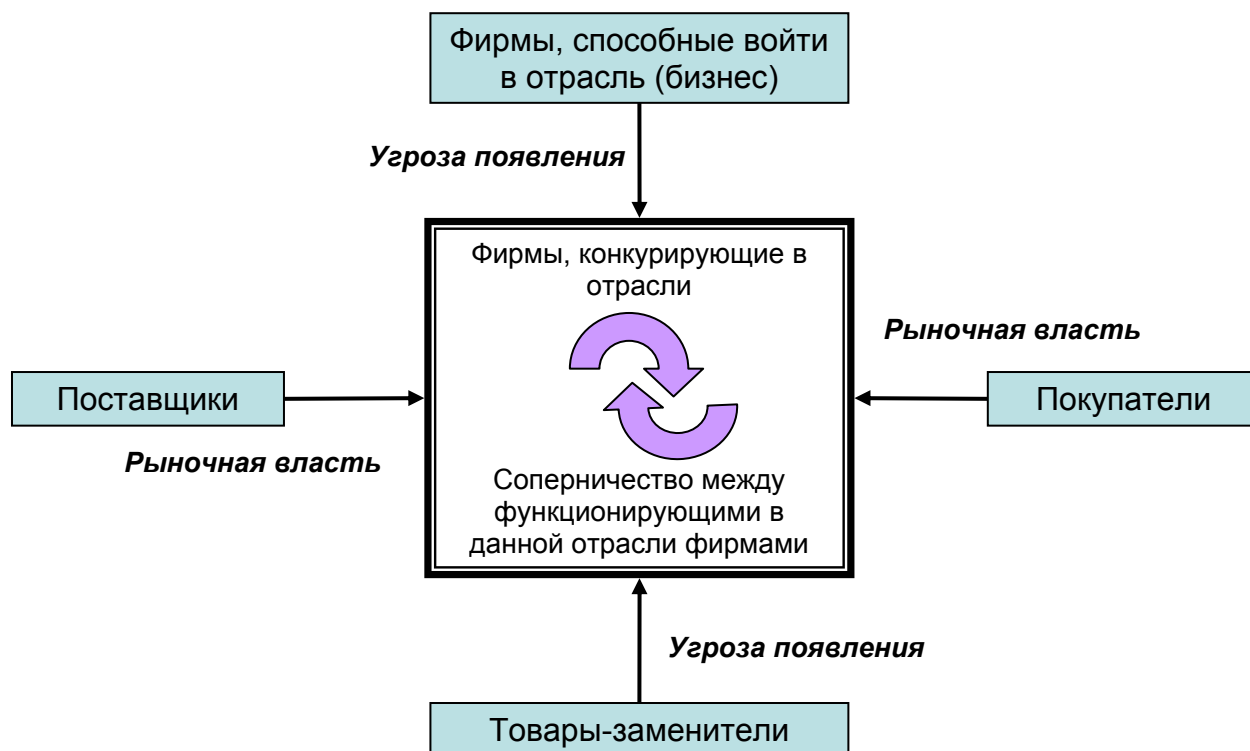 Фирмы, способные войти
в отрасль (бизнес)
Угроза появления
Фирмы, конкурирующие в
отрасли
Рыночная власть
Поставщики
Покупатели
Рыночная власть
Соперничество между
функционирующими в
данной отрасли фирмами
Угроза появления
Товары-заменители